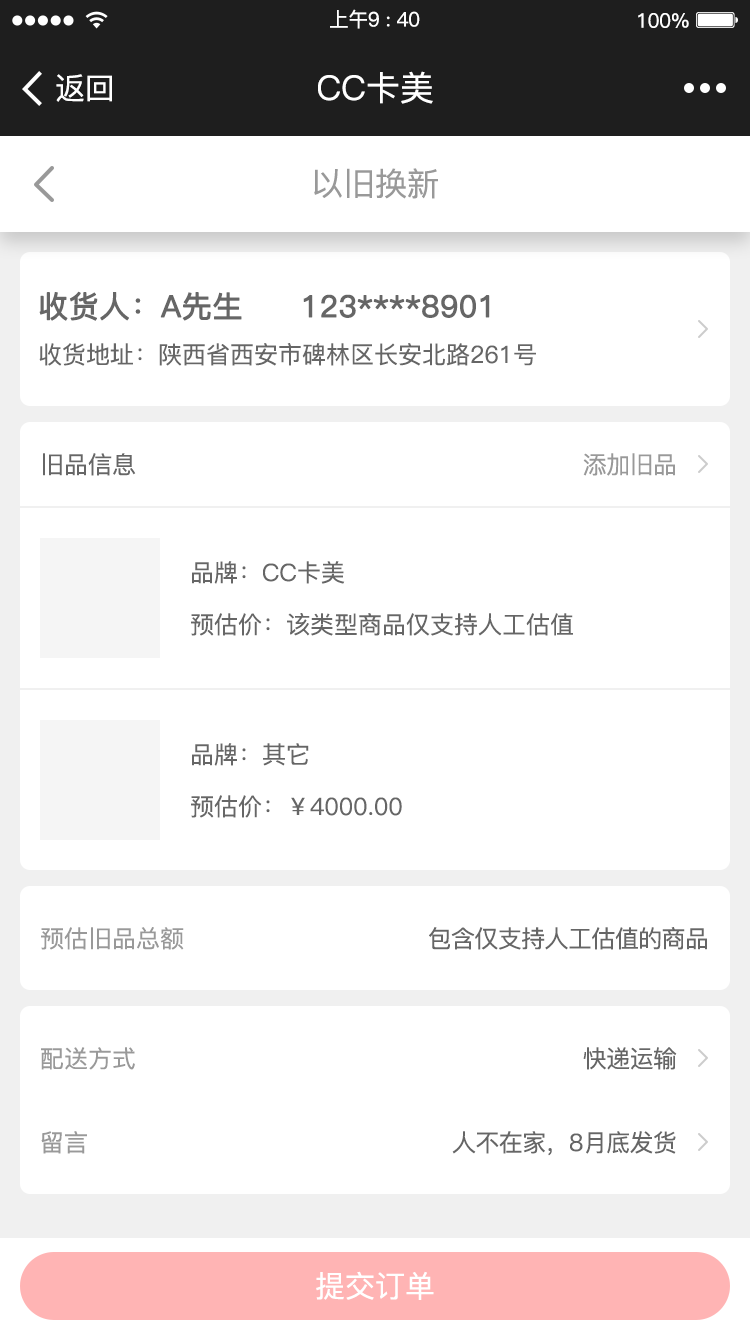 上午9：40
100%
返回
CC卡美
以旧换新
收货人：A先生 123****8901
收货地址：陕西省西安市碑林区长安北路261号
旧品信息 添加旧品
品牌：CC卡美
预估价：该类型商品仅支持人工估值
品牌：其它
预估价：￥4000.00
预估旧品总额 包含仅支持人工估值的商品
配送方式 快递运输
留言 人不在家，8月底发货
提交订单